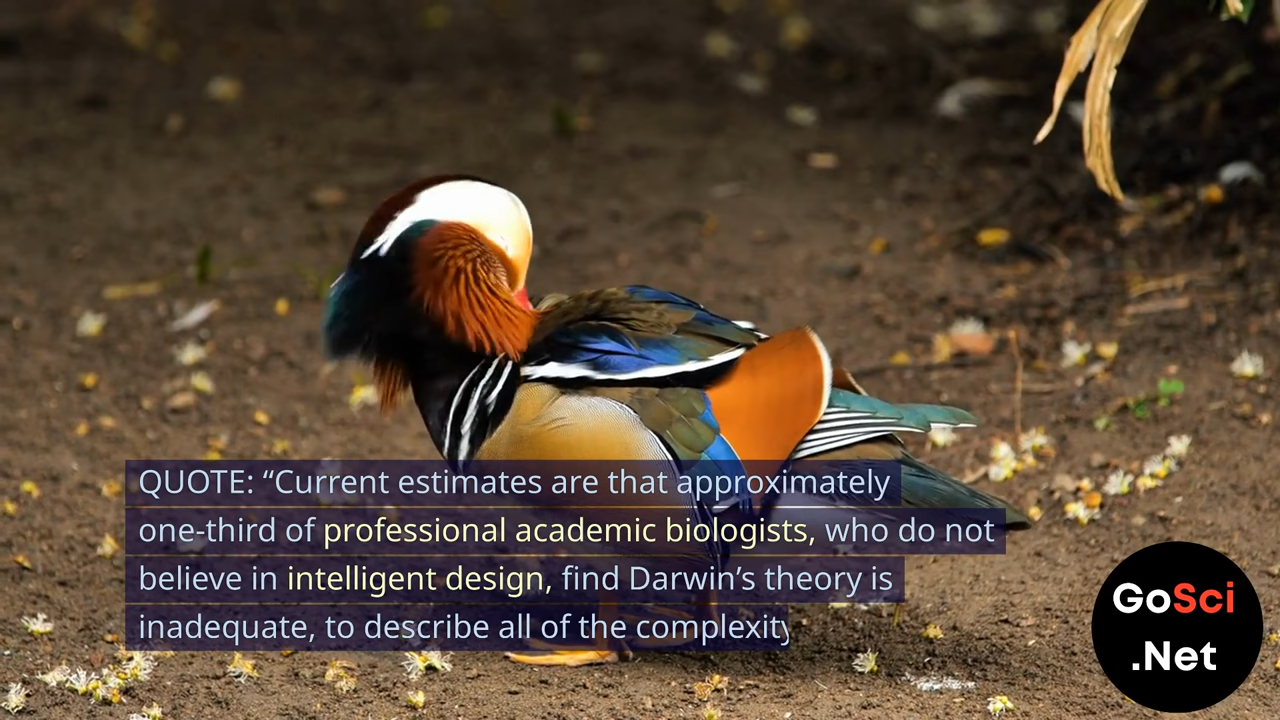 QUOTE: “Current estimates are that approximately
one-third of professional academic biologists, who do not
believe in intelligent design, find Darwin’s theory is
inadequate, to describe all of the complexity
GoSci
.Net